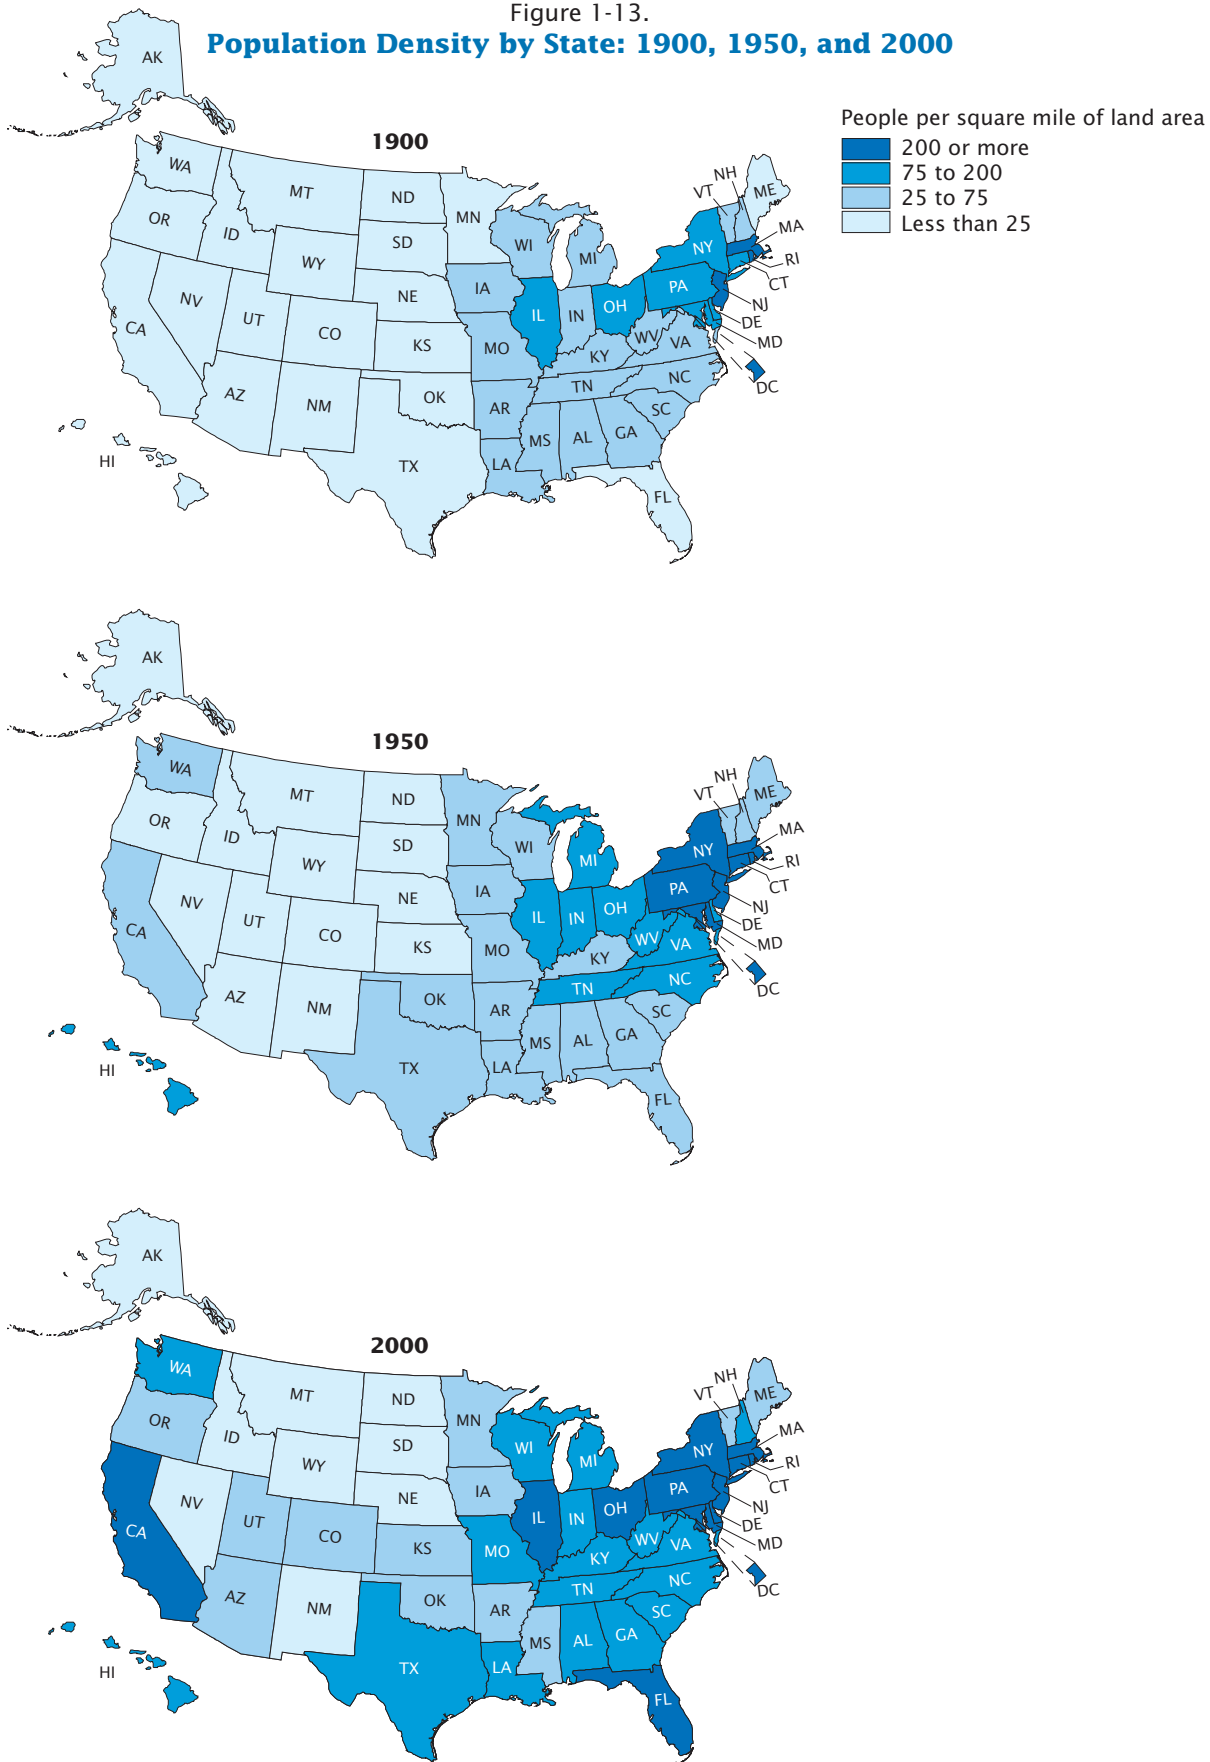 Figure 1-13.
Population Density by State: 1900, 1950, and 2000
People per square mile of land area
200 or more
75 to 200
25 to 75
Less than 25
1900
AK
WA
MT
ND
MN
NH
VT
ME
OR
ID
SD
WI
MA
WY
MI
NY
RI
IA
PA
CT
NV
NE
NJ
CA
UT
CO
IL
IN
OH
DE
KS
MO
WV
VA
MD
KY
AZ
NM
OK
TN
NC
DC
AR
SC
HI
TX
MS
AL
GA
LA
FL
1950
AK
WA
MT
ND
MN
NH
VT
ME
OR
ID
SD
WI
MA
WY
MI
NY
RI
IA
PA
CT
NV
NE
NJ
CA
UT
CO
IL
IN
OH
DE
KS
MO
WV
VA
MD
KY
AZ
NM
OK
TN
NC
DC
AR
SC
HI
TX
MS
AL
GA
LA
FL
2000
AK
WA
MT
ND
MN
NH
VT
ME
OR
ID
SD
WI
MA
WY
MI
NY
RI
IA
PA
CT
NV
NE
NJ
CA
UT
CO
IL
IN
OH
DE
KS
MO
WV
VA
MD
KY
AZ
NM
OK
TN
NC
DC
AR
SC
HI
TX
MS
AL
GA
LA
FL